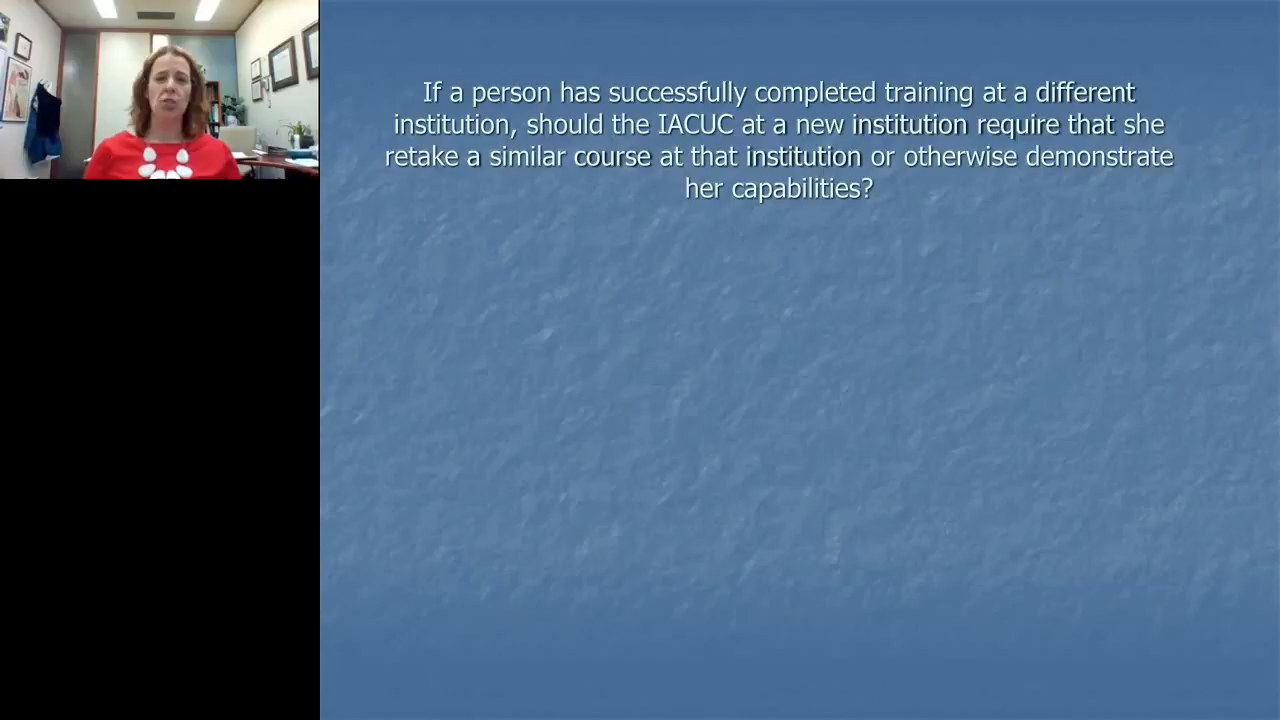 If a person has successfully completed training at a different
institution, should the IACUC at a new institution require that she
retake a similar course at that institution or otherwise demonstrate
her capabilities?